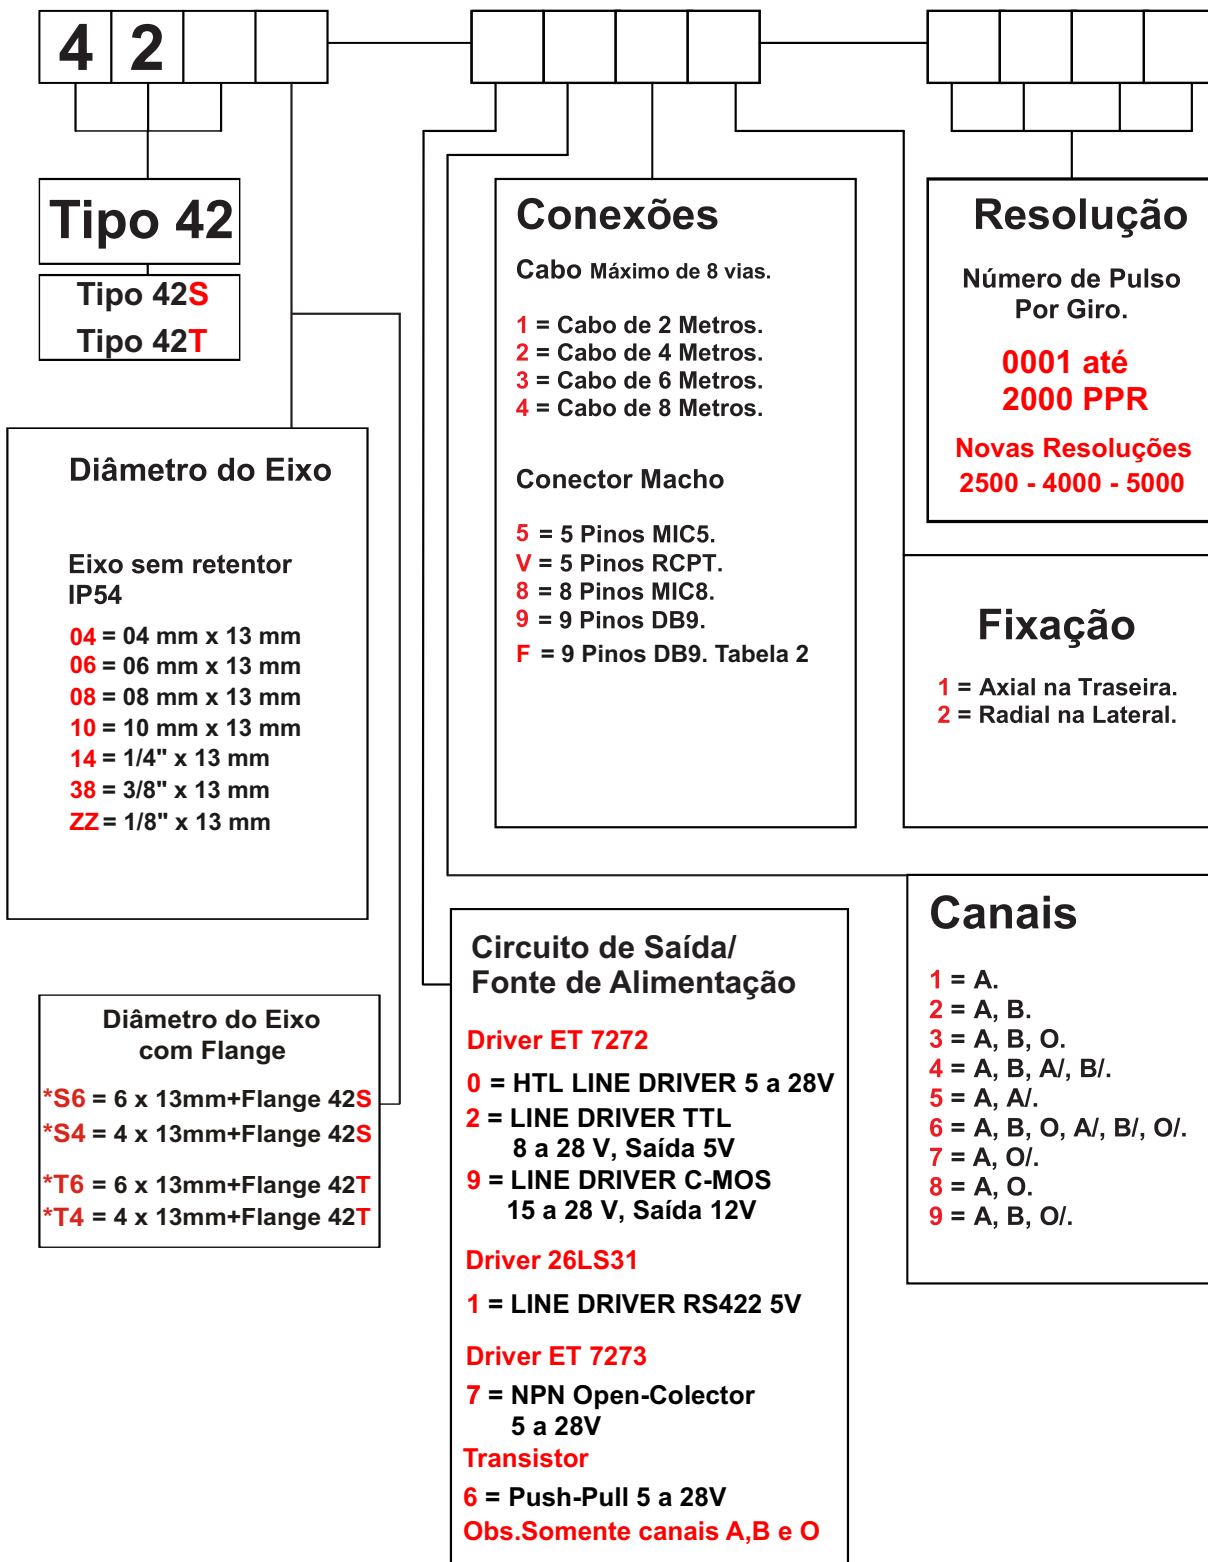 4 2
Tipo 42
Tipo 42S
Tipo 42T
Diâmetro do Eixo
Eixo sem retentor
IP54
04 = 04 mm x 13 mm
06 = 06 mm x 13 mm
08 = 08 mm x 13 mm
10 = 10 mm x 13 mm
14 = 1/4" x 13 mm
38 = 3/8" x 13 mm
ZZ = 1/8" x 13 mm
Diâmetro do Eixo
com Flange
*S6 = 6 x 13mm+Flange 42S
*S4 = 4 x 13mm+Flange 42S
*T6 = 6 x 13mm+Flange 42T
*T4 = 4 x 13mm+Flange 42T
Conexões
Cabo Máximo de 8 vias.
1 = Cabo de 2 Metros.
2 = Cabo de 4 Metros.
3 = Cabo de 6 Metros.
4 = Cabo de 8 Metros.
Conector Macho
5 = 5 Pinos MIC5.
V = 5 Pinos RCPT.
8 = 8 Pinos MIC8.
9 = 9 Pinos DB9.
F = 9 Pinos DB9. Tabela 2
Circuito de Saída/
Fonte de Alimentação
Driver ET 7272
0 = HTL LINE DRIVER 5 a 28V
2 = LINE DRIVER TTL
8 a 28 V, Saída 5V
9 = LINE DRIVER C-MOS
15 a 28 V, Saída 12V
Driver 26LS31
1 = LINE DRIVER RS422 5V
Driver ET 7273
7 = NPN Open-Colector
5 a 28V
Transistor
6 = Push-Pull 5 a 28V
Obs.Somente canais A,B e O
Resolução
Número de Pulso
Por Giro.
0001 até
2000 PPR
Novas Resoluções
2500 - 4000 - 5000
Fixação
1 = Axial na Traseira.
2 = Radial na Lateral.
Canais
1 = A.
2 = A, B.
3 = A, B, O.
4 = A, B, A/, B/.
5 = A, A/.
6 = A, B, O, A/, B/, O/.
7 = A, O/.
8 = A, O.
9 = A, B, O/.